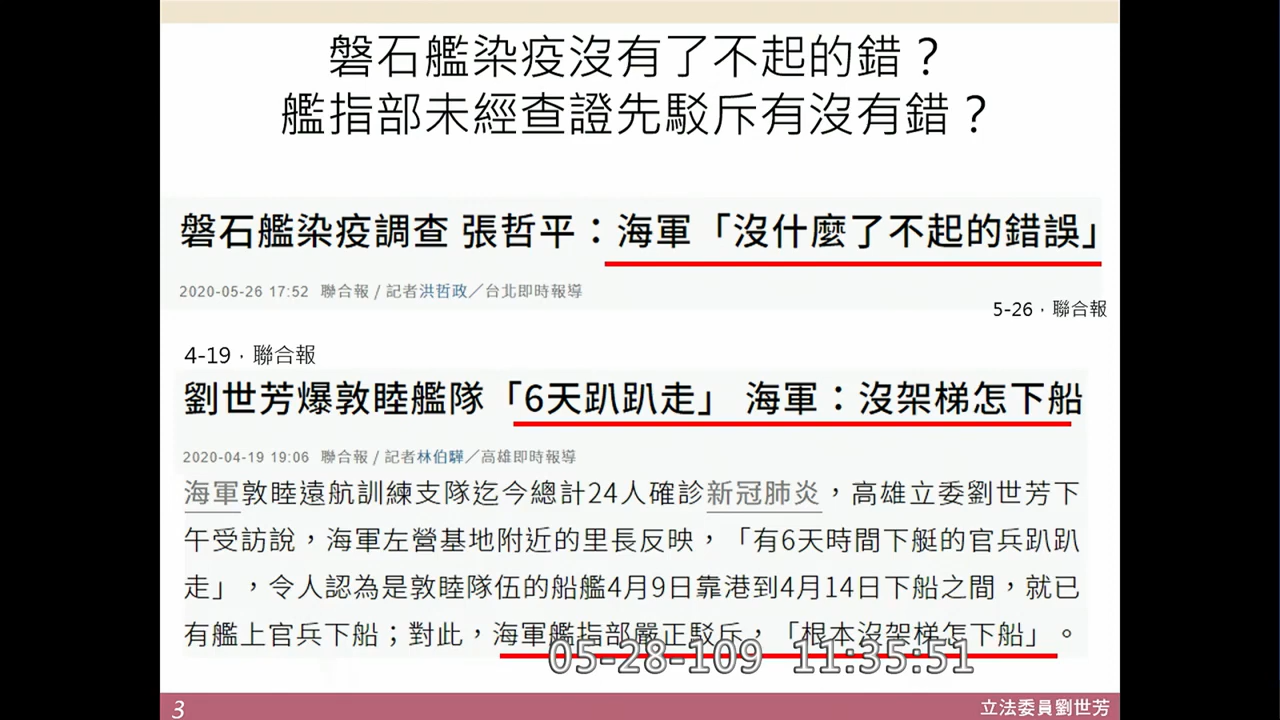 磐石艦染疫沒有了不起的錯？
艦指部未經查證先駁斥有沒有錯？
磐石艦染疫調查 張哲平：海軍「沒什麼了不起的錯誤」
2020-05-26 17:52 聯合報 / 記者洪哲政／台北即時報導
5-26，聯合報
4-19，聯合報
劉世芳爆敦睦艦隊「6天趴趴走」 海軍：沒架梯怎下船
2020-04-19 19:06 聯合報 / 記者林伯驊／高雄即時報導
海軍敦睦遠航訓練支隊迄今總計24人確診新冠肺炎，高雄立委劉世芳下
午受訪說，海軍左營基地附近的里長反映，「有6天時間下艇的官兵趴趴
走」，令人認為是敦睦隊伍的船艦4月9日靠港到4月14日下船之間，就已
有艦上官兵下船；對此，海軍艦指部嚴正駁斥，「根本沒架梯怎下船」。
05-28-109 11:35:51
3
立法委員劉世芳